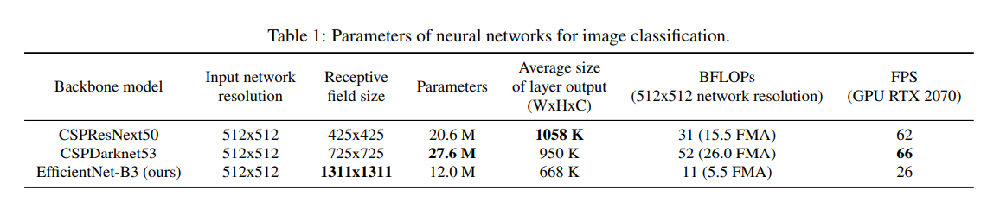 Table 1: Parameters of neural networks for image classification.
Backbone model Input network resolution Receptive field size Parameters Average size of layer output (WxHxC) BFLOPs (512x512 network resolution) FPS (GPU RTX 2070)
CSPResNext50 512x512 425x425 20.6 M 1058 K 31 (15.5 FMA) 62
CSPDarknet53 512x512 725x725 27.6 M 950 K 52 (26.0 FMA) 66
EfficientNet-B3 (ours) 512x512 1311x1311 12.0 M 668 K 11 (5.5 FMA) 26